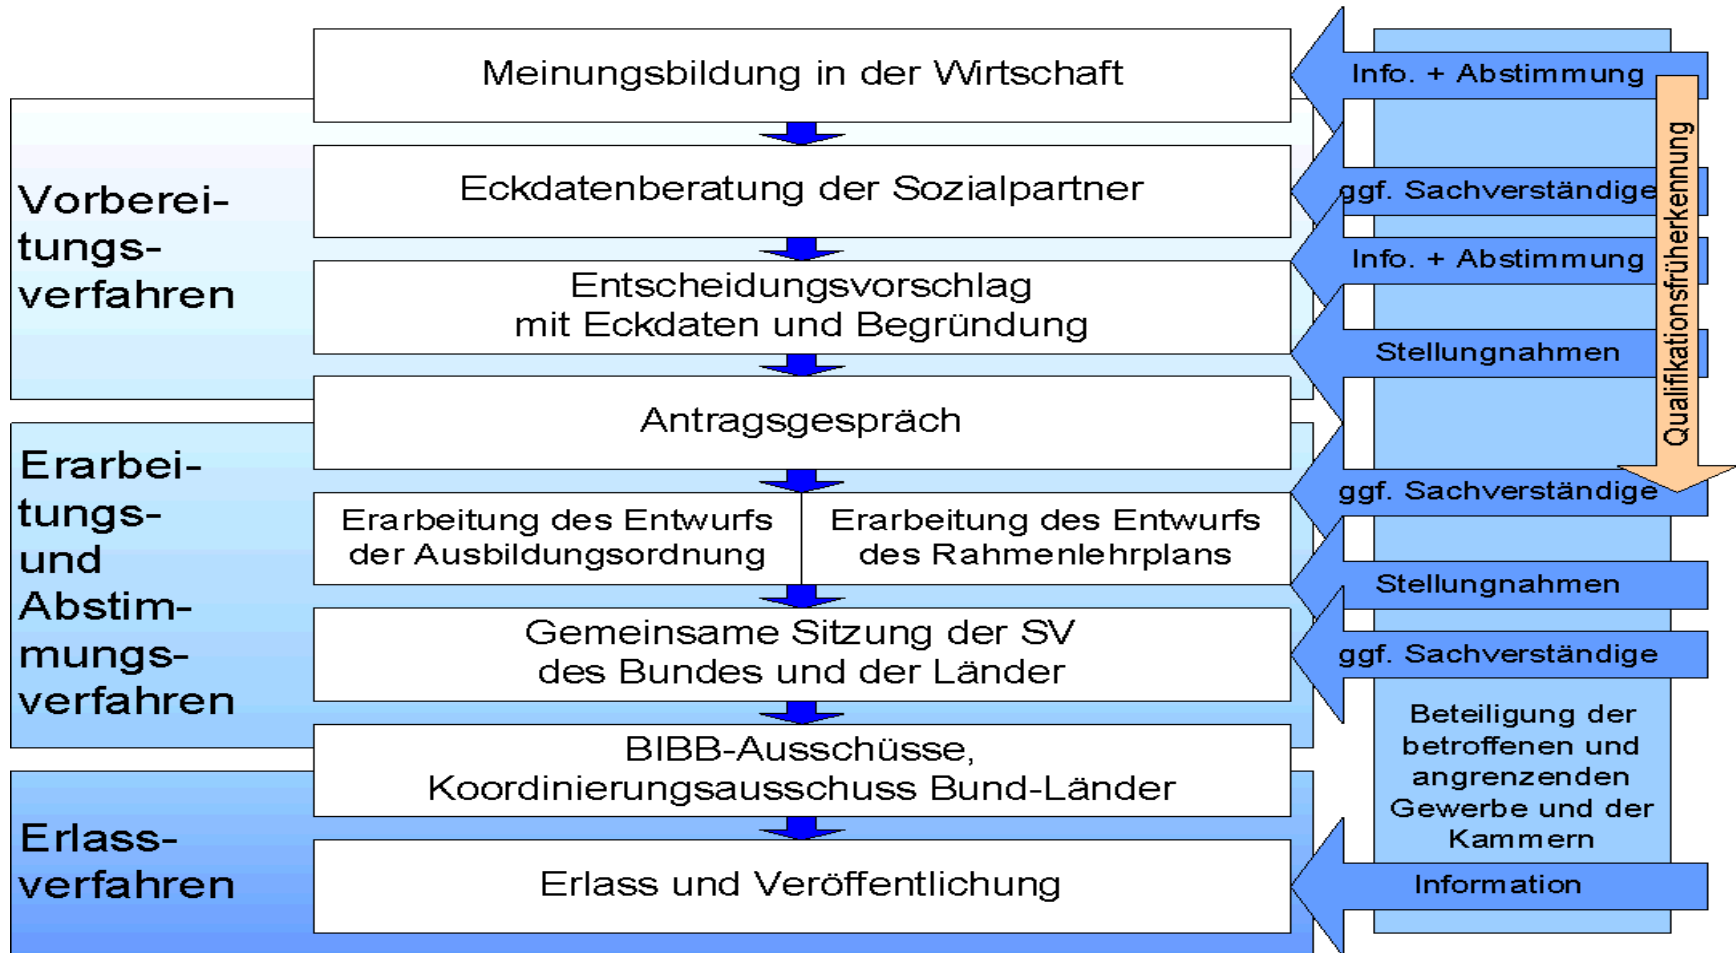 Meinungsbildung in der Wirtschaft
Info. + Abstimmung
Vorberei-
tungs-
verfahren
Eckdatenberatung der Sozialpartner
ggf. Sachverständige
Entscheidungsvorschlag
mit Eckdaten und Begründung
Info. + Abstimmung
Stellungnahmen
Qualifikationsfrüherkennung
Antragsgespräch
Erarbei-
tungs-
und
Abstim-
mungs-
verfahren
Erarbeitung des Entwurfs
der Ausbildungsordnung
Erarbeitung des Entwurfs
des Rahmenlehrplans
ggf. Sachverständige
Stellungnahmen
Gemeinsame Sitzung der SV
des Bundes und der Länder
ggf. Sachverständige
BIBB-Ausschüsse,
Koordinierungsausschuss Bund-Länder
Beteiligung der
betroffenen und
angrenzenden
Gewerbe und der
Kammern
Erlass-
verfahren
Erlass und Veröffentlichung
Information